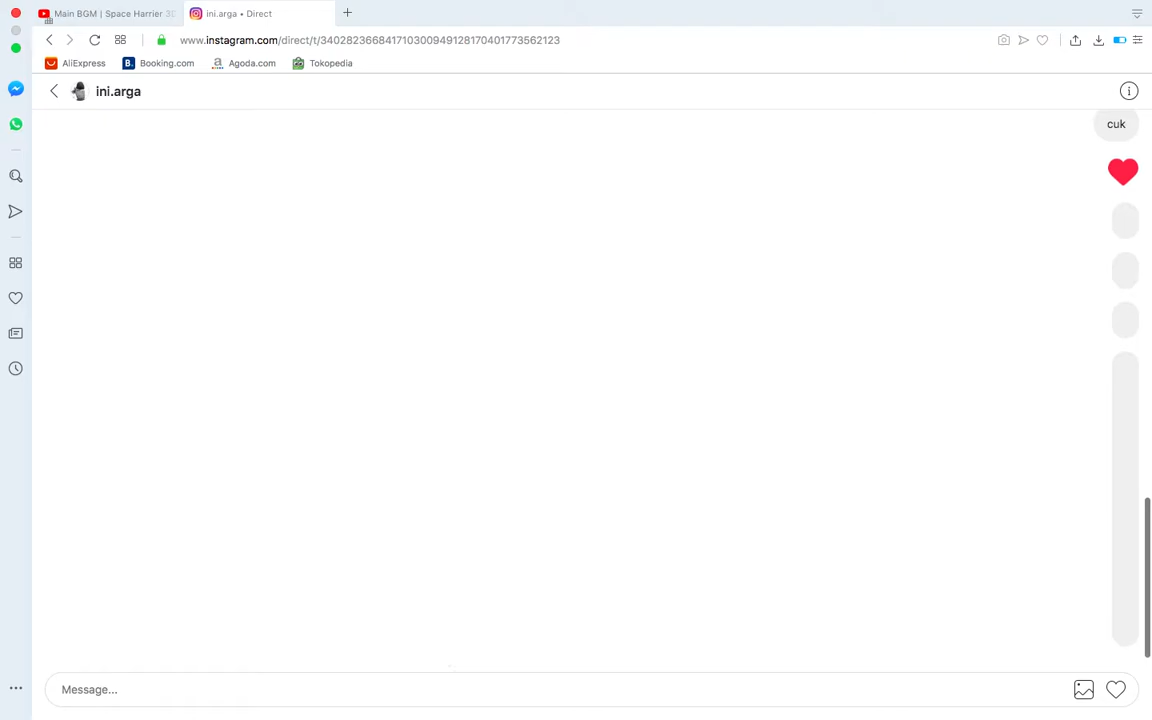 Main BGM | Space Harrier 3D
ini.arga • Direct
www.instagram.com/direct/t/340282366841710300949128170401773562123
AliExpress
Booking.com
Agoda.com
Tokopedia
ini.arga
cuk
Message...